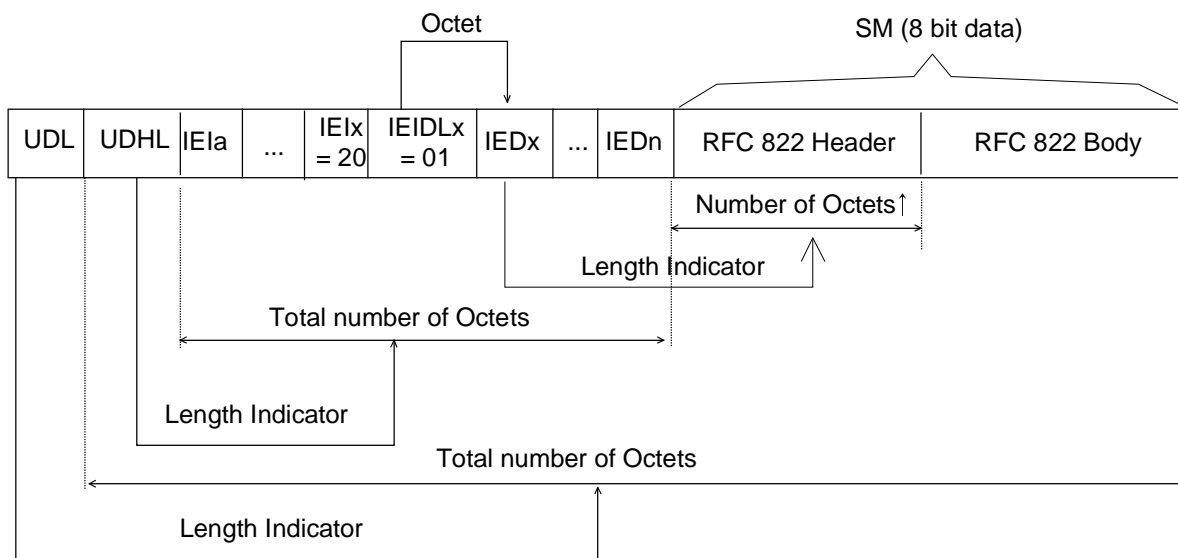 Octet
SM (8 bit data)
UDL
UDHL
IEIa
...
IEIx
= 20
IEIDLx
= 01
IEDx
...
IEDn
RFC 822 Header
RFC 822 Body
Number of Octets↑
Length Indicator
Total number of Octets
Length Indicator
Total number of Octets
Length Indicator